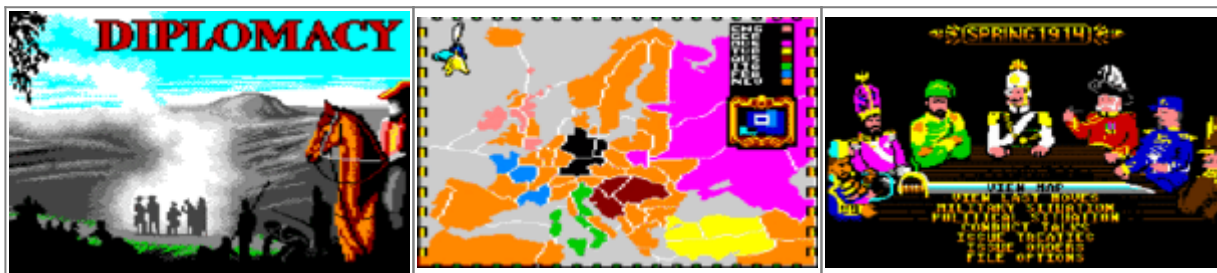 DIPLOMACY
SPRING 1914
VIEW MAP
VIEW LAST MOVES
MILITARY SITUATION
POLITICAL SITUATION
CONDUCT TALKS
ISSUE TREATIES
ISSUE ORDERS
FILE OPTIONS